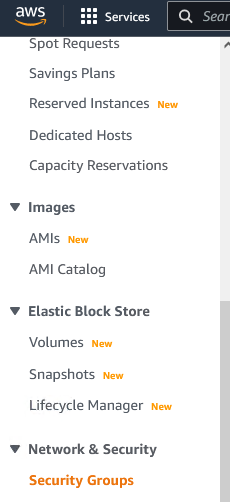 aws
Services
Sear
Spot Requests
Savings Plans
Reserved Instances New
Dedicated Hosts
Capacity Reservations
Images
AMIs New
AMI Catalog
Elastic Block Store
Volumes New
Snapshots New
Lifecycle Manager New
Network & Security
Security Groups